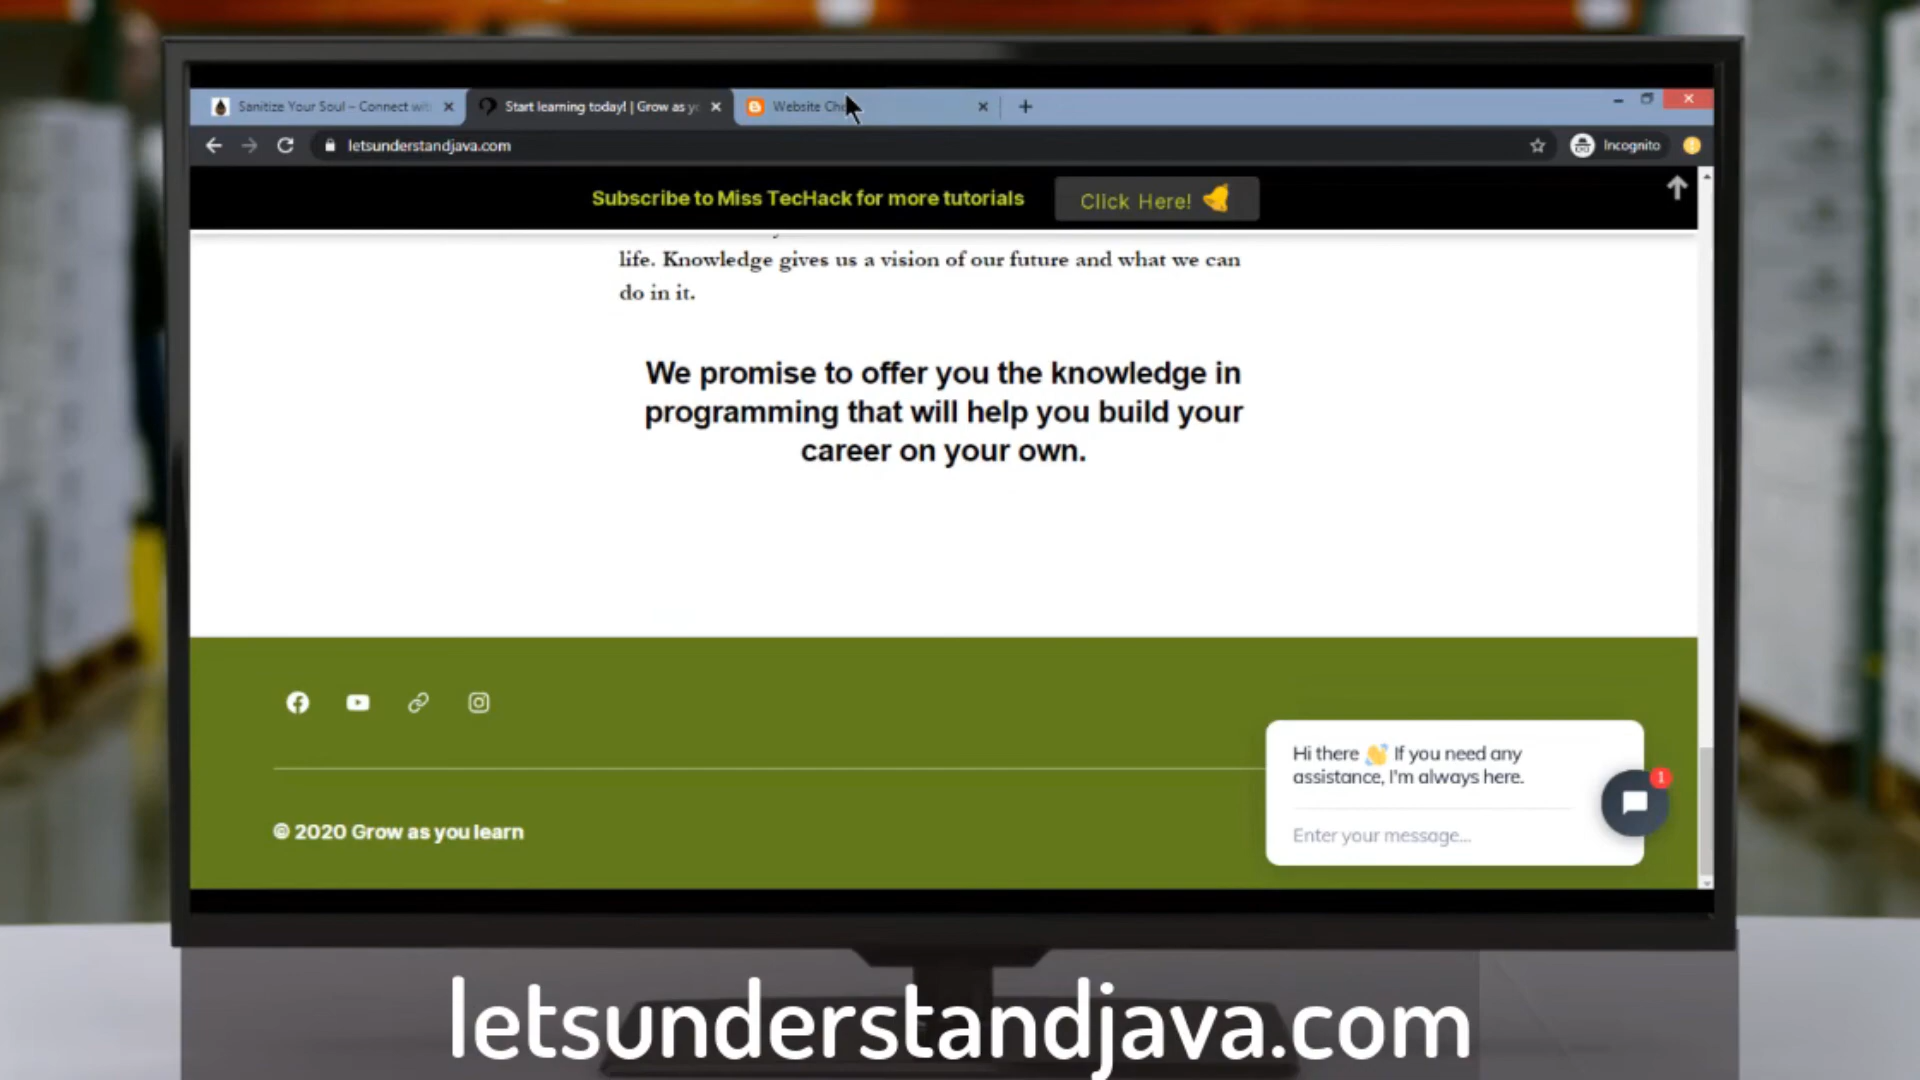 Sanitize Your Soul – Connect wit
Start learning today! | Grow as yo
Website Che
letsunderstandjava.com
Incognito
Subscribe to Miss TecHack for more tutorials
Click Here!
life. Knowledge gives us a vision of our future and what we can
do in it.
We promise to offer you the knowledge in
programming that will help you build your
career on your own.
Hi there 👋 If you need any
assistance, I'm always here.
1
Enter your message...
© 2020 Grow as you learn
letsunderstandjava.com